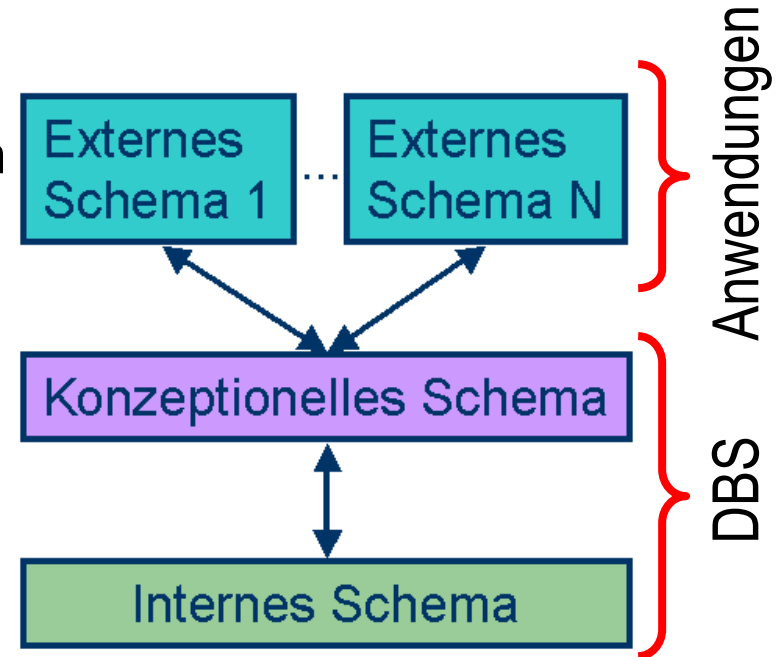 Externes
Schema 1
...
Externes
Schema N
Anwendungen
Konzeptionelles Schema
DBS
Internes Schema